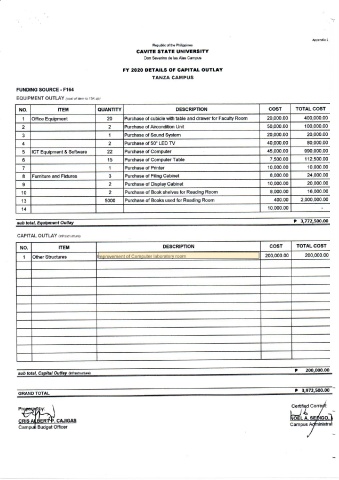 Appendix L
Republic of the Philippines
CAVITE STATE UNIVERSITY
Don Severino de las Alas Campus
FY 2020 DETAILS OF CAPITAL OUTLAY
TANZA CAMPUS
FUNDING SOURCE - F164
EQUIPMENT OUTLAY
NO. ITEM QUANTITY DESCRIPTION COST TOTAL COST
1 Office Equipment 20 Purchase of cubicle with table and drawer for Faculty Room 20,000.00 400,000.00
2 2 Purchase of Aircondition Unit 50,000.00 100,000.00
3 1 Purchase of Sound System 20,000.00 20,000.00
4 2 Purchase of 50" LED TV 40,000.00 80,000.00
5 ICT Equipment & Software 22 Purchase of Computer 45,000.00 990,000.00
6 15 Purchase of Computer Table 7,500.00 112,500.00
7 1 Purchase of Printer 10,000.00 10,000.00
8 Furniture and Fixtures 3 Purchase of Filing Cabinet 8,000.00 24,000.00
9 2 Purchase of Display Cabinet 10,000.00 20,000.00
10 2 Purchase of Book shelves for Reading Room 8,000.00 16,000.00
13 5000 Purchase of Books used for Reading Room 400.00 2,000,000.00
14 10,000.00 -
sub total, Equipment Outlay ₱ 3,772,500.00
CAPITAL OUTLAY (Infrastructure)
NO. ITEM DESCRIPTION COST TOTAL COST
1 Other Structures Improvement of Computer laboratory room 200,000.00 200,000.00
sub total, Capital Outlay (Infrastructure) ₱ 200,000.00
GRAND TOTAL ₱ 3,972,500.00
Prepared by: Certified Correct:
CRIS ALBERT P. CAJIGAS NOEL A.
Campus Budget Officer Campus Administrator